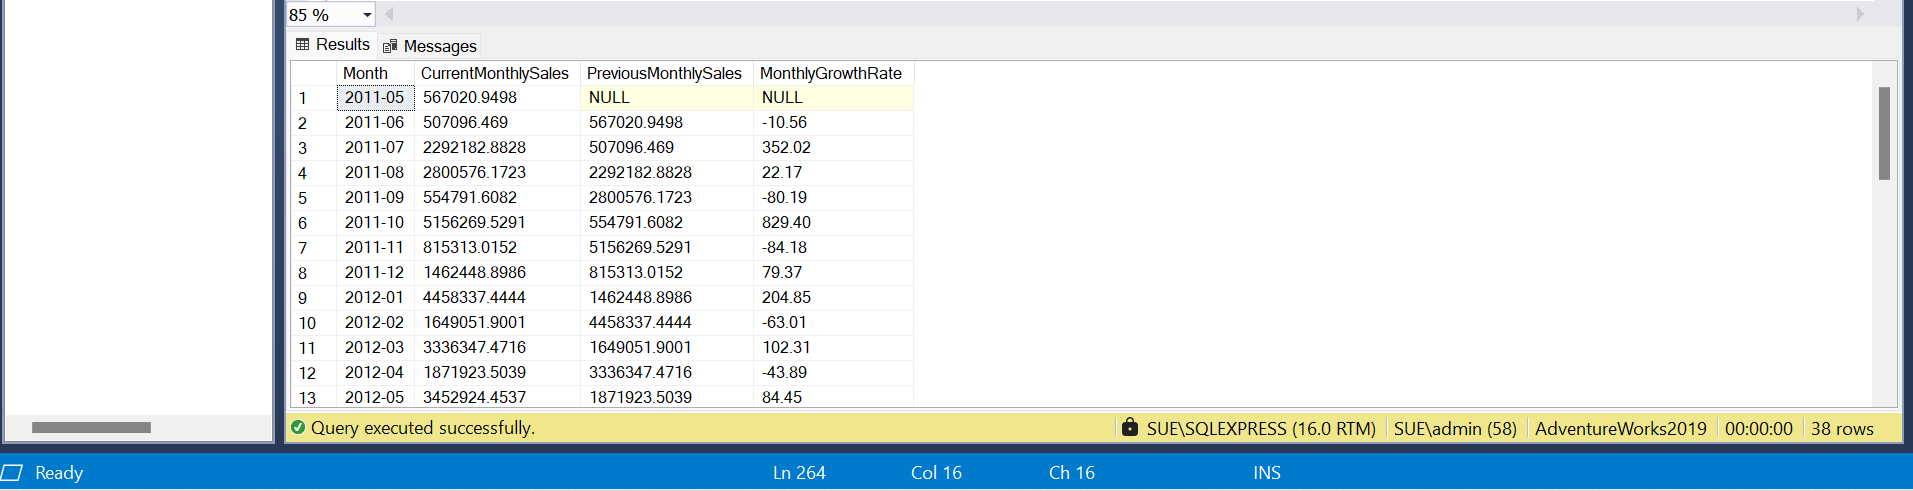 85 %
Results Messages
Month CurrentMonthlySales PreviousMonthlySales MonthlyGrowthRate
1 2011-05 567020.9498 NULL NULL
2 2011-06 507096.469 567020.9498 -10.56
3 2011-07 2292182.8828 507096.469 352.02
4 2011-08 2800576.1723 2292182.8828 22.17
5 2011-09 554791.6082 2800576.1723 -80.19
6 2011-10 5156269.5291 554791.6082 829.40
7 2011-11 815313.0152 5156269.5291 -84.18
8 2011-12 1462448.8986 815313.0152 79.37
9 2012-01 4458337.4444 1462448.8986 204.85
10 2012-02 1649051.9001 4458337.4444 -63.01
11 2012-03 3336347.4716 1649051.9001 102.31
12 2012-04 1871923.5039 3336347.4716 -43.89
13 2012-05 3452924.4537 1871923.5039 84.45
Query executed successfully. SUE\SQLEXPRESS (16.0 RTM) SUE\admin (58) AdventureWorks2019 00:00:00 38 rows
Ready Ln 264 Col 16 Ch 16 INS